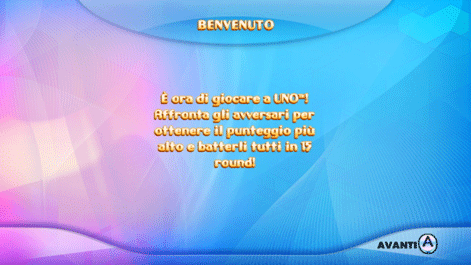 BENVENUTO
È ora di giocare a UNO™!
Affronta gli avversari per
ottenere il punteggio più
alto e batterli tutti in 15
round!
AVANTI A